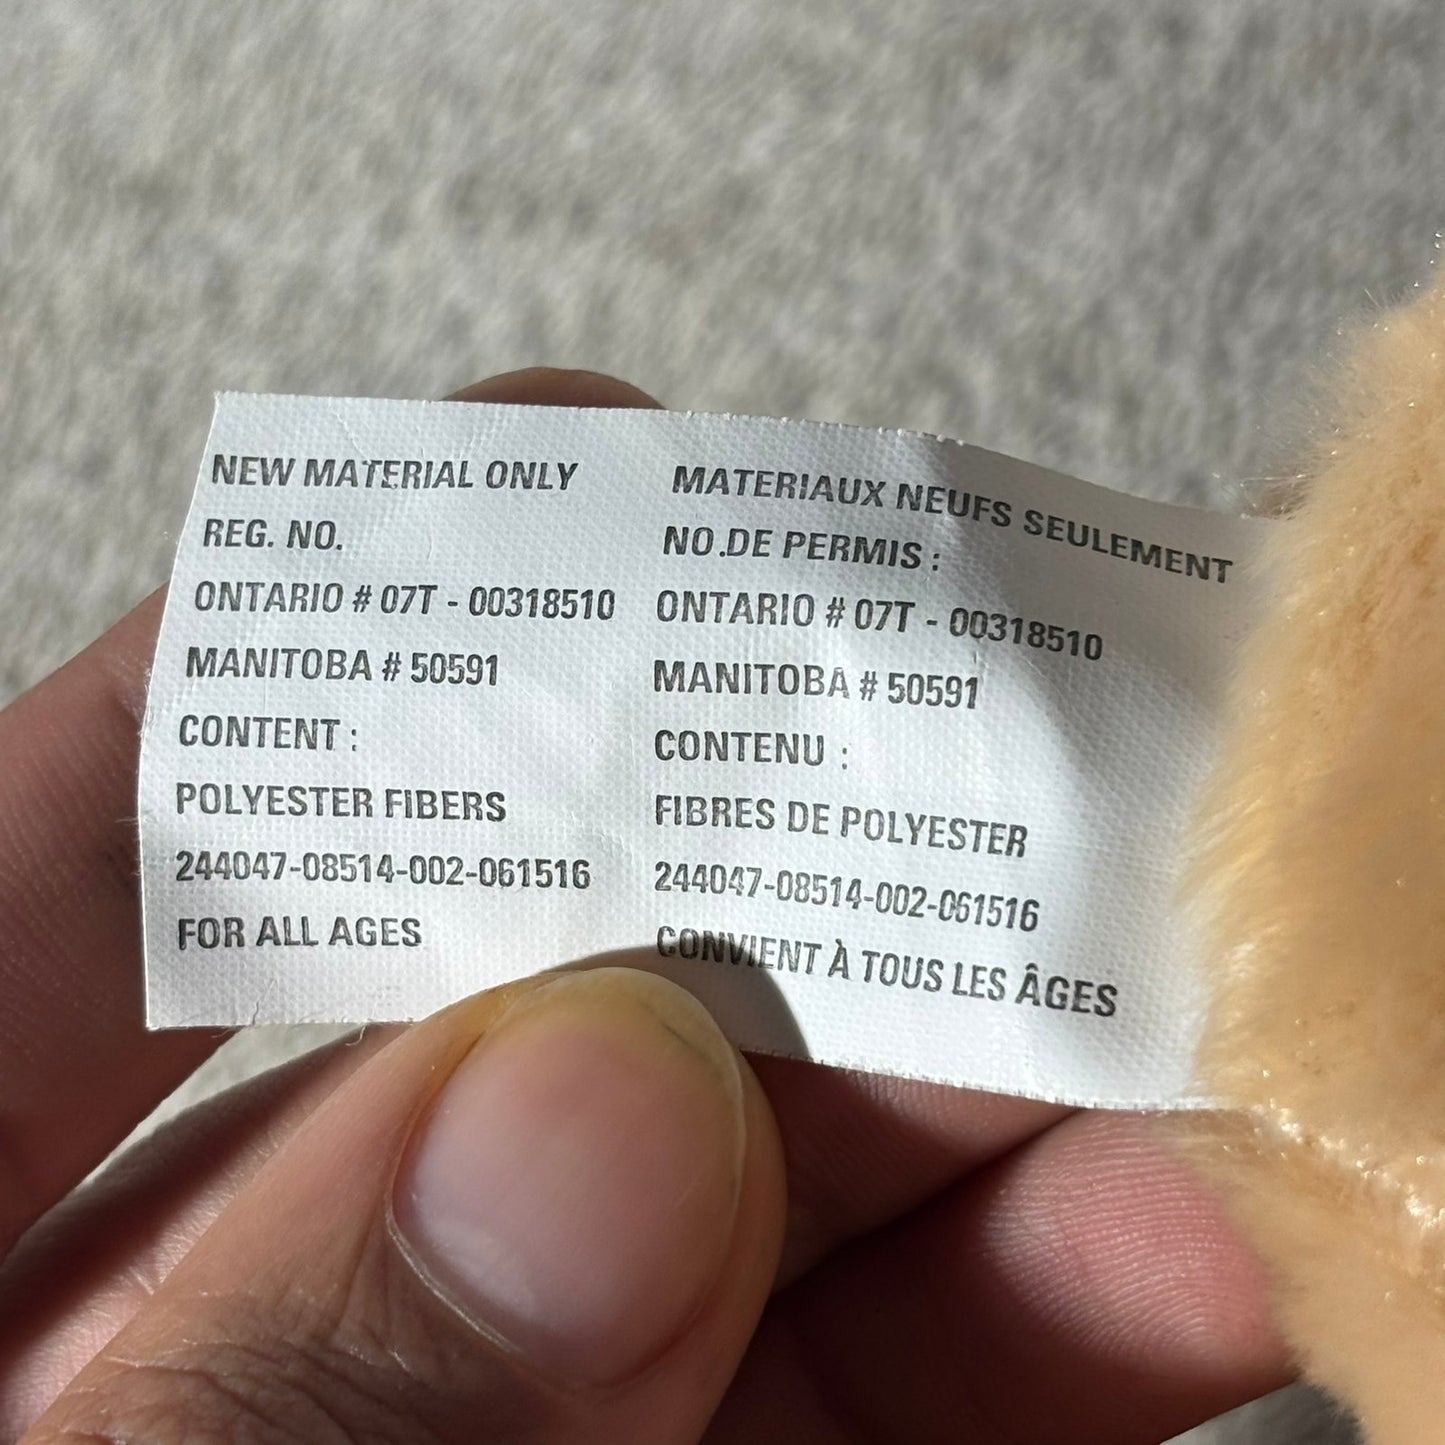 NEW MATERIAL ONLY
REG. NO.
ONTARIO # 07T - 00318510
MANITOBA # 50591
CONTENT :
POLYESTER FIBERS
244047-08514-002-061516
FOR ALL AGES
MATERIAUX NEUFS SEULEMENT
NO.DE PERMIS :
ONTARIO # 07T - 00318510
MANITOBA # 50591
CONTENU :
FIBRES DE POLYESTER
244047-08514-002-061516
CONVIENT À TOUS LES ÂGES